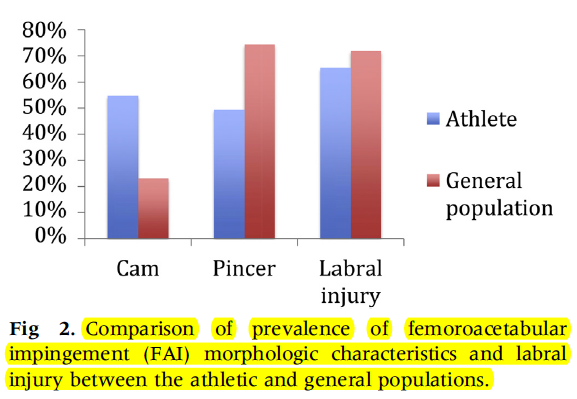 80%
70%
60%
50%
40%
30%
20%
10%
0%
Cam
Pincer
Labral
injury
Athlete
General
population
Fig 2. Comparison of prevalence of femoroacetabular
impingement (FAI) morphologic characteristics and labral
injury between the athletic and general populations.